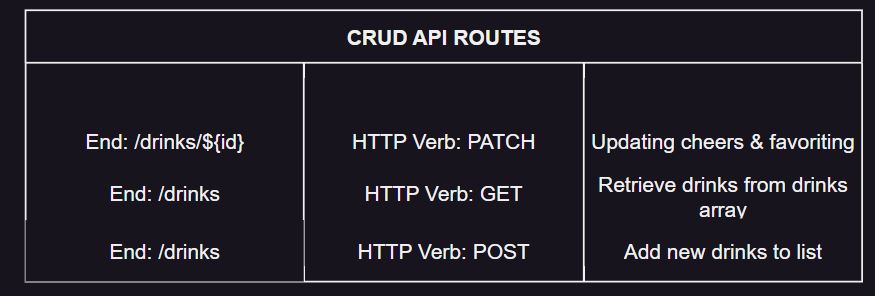 CRUD API ROUTES
End: /drinks/${id} HTTP Verb: PATCH Updating cheers & favoriting
End: /drinks HTTP Verb: GET Retrieve drinks from drinks
array
End: /drinks HTTP Verb: POST Add new drinks to list